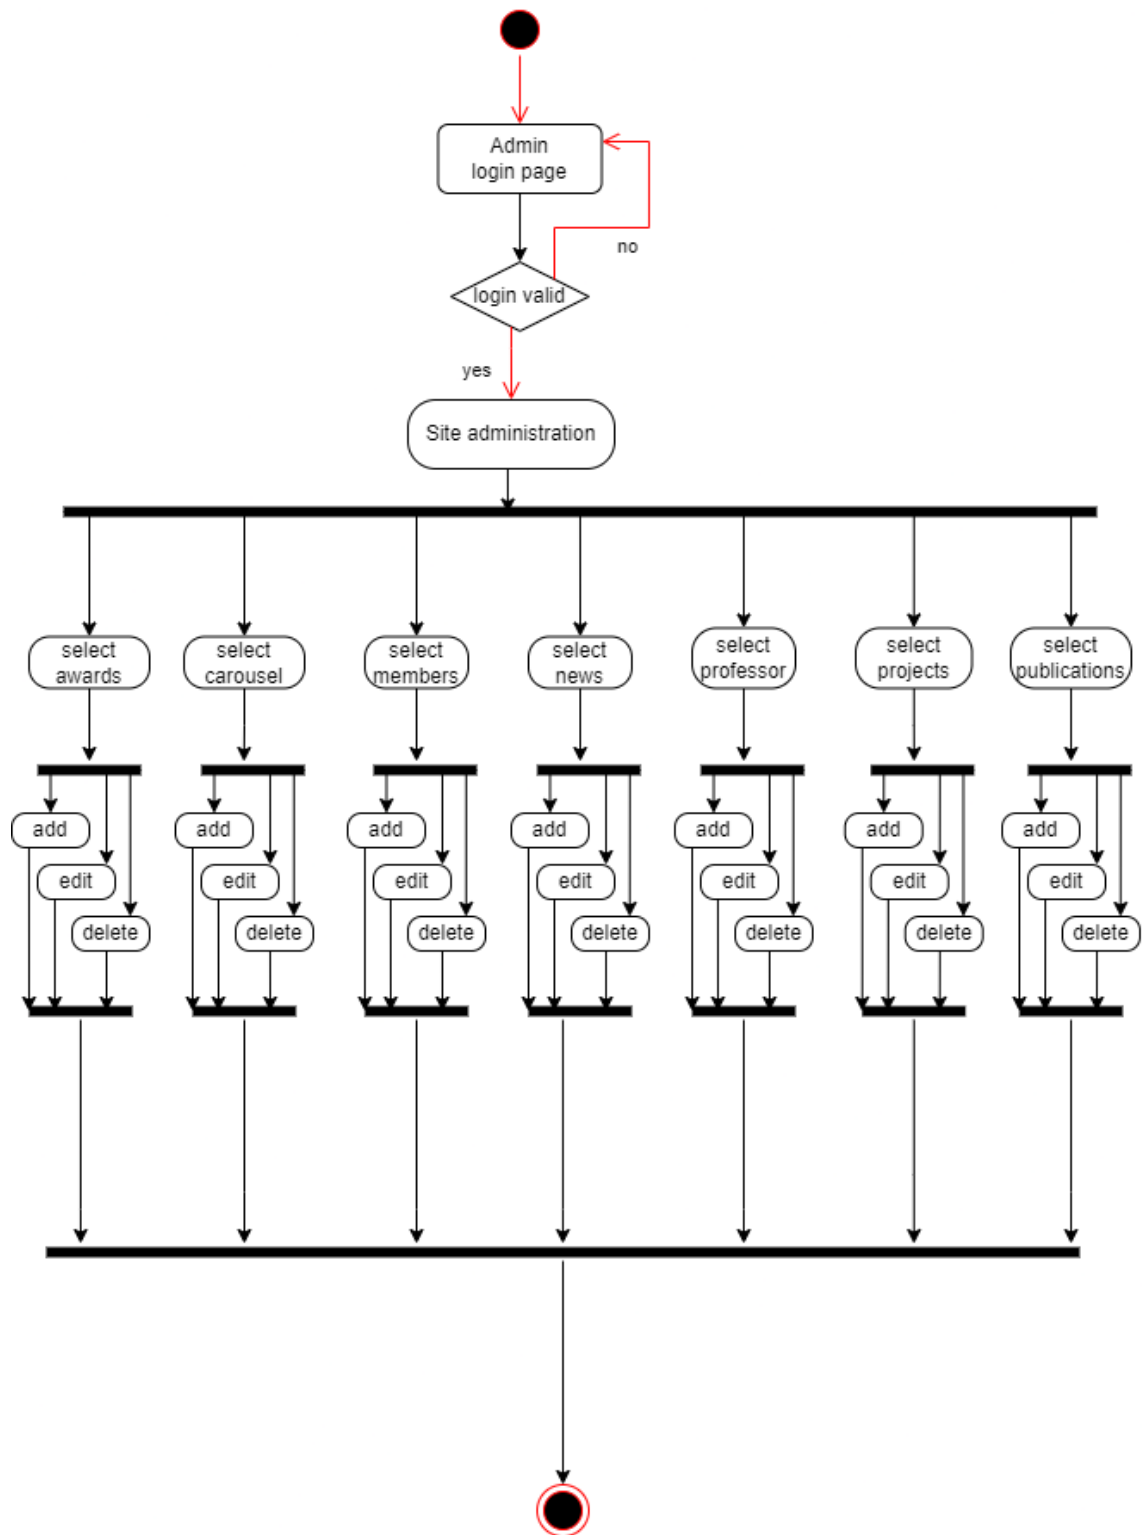 Admin
login page
no
login valid
yes
Site administration
select
awards
select
carousel
select
members
select
news
select
professor
select
projects
select
publications
add
add
add
add
add
add
add
edit
edit
edit
edit
edit
edit
edit
delete
delete
delete
delete
delete
delete
delete